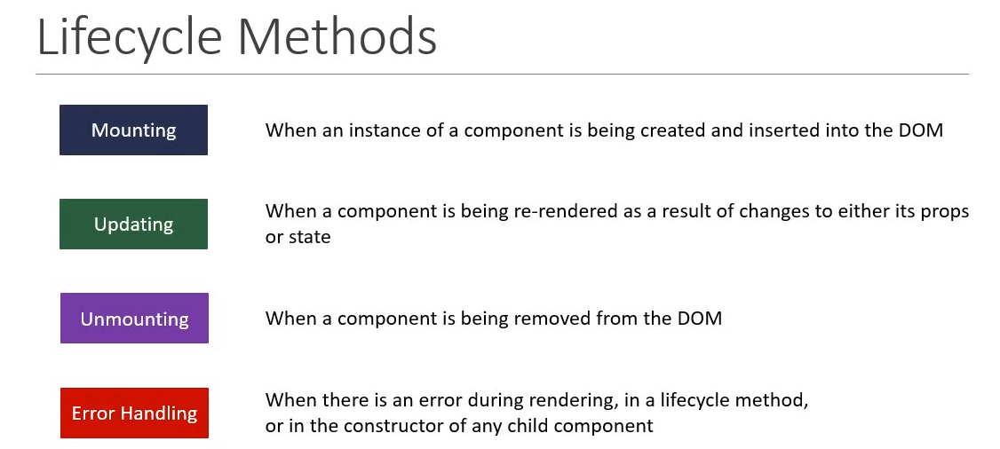 Lifecycle Methods
Mounting
When an instance of a component is being created and inserted into the DOM
Updating
When a component is being re-rendered as a result of changes to either its props
or state
Unmounting
When a component is being removed from the DOM
Error Handling
When there is an error during rendering, in a lifecycle method,
or in the constructor of any child component